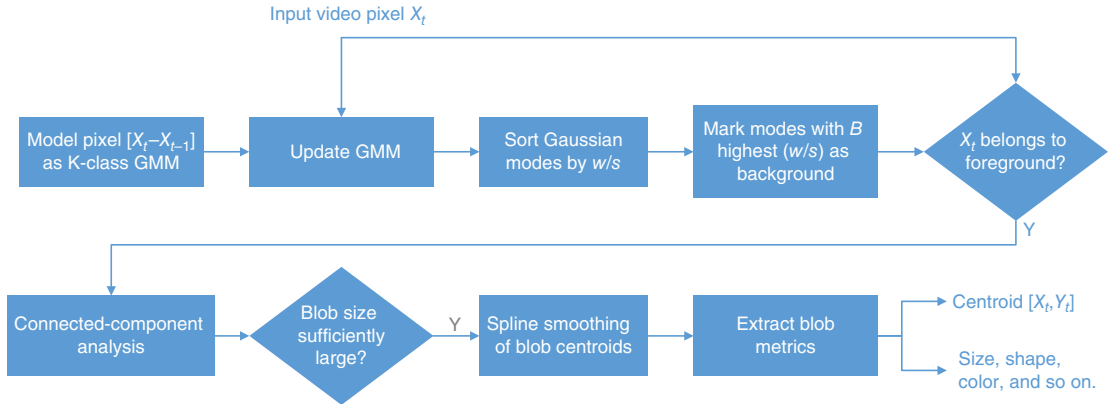 Input video pixel Xt
Model pixel [Xt–Xt–1]
as K-class GMM
Update GMM
Sort Gaussian
modes by w/s
Mark modes with B
highest (w/s) as
background
Xt belongs to
foreground?
Y
Connected-component
analysis
Blob size
sufficiently
large?
Y
Spline smoothing
of blob centroids
Extract blob
metrics
Centroid [Xt,Yt]
Size, shape,
color, and so on.